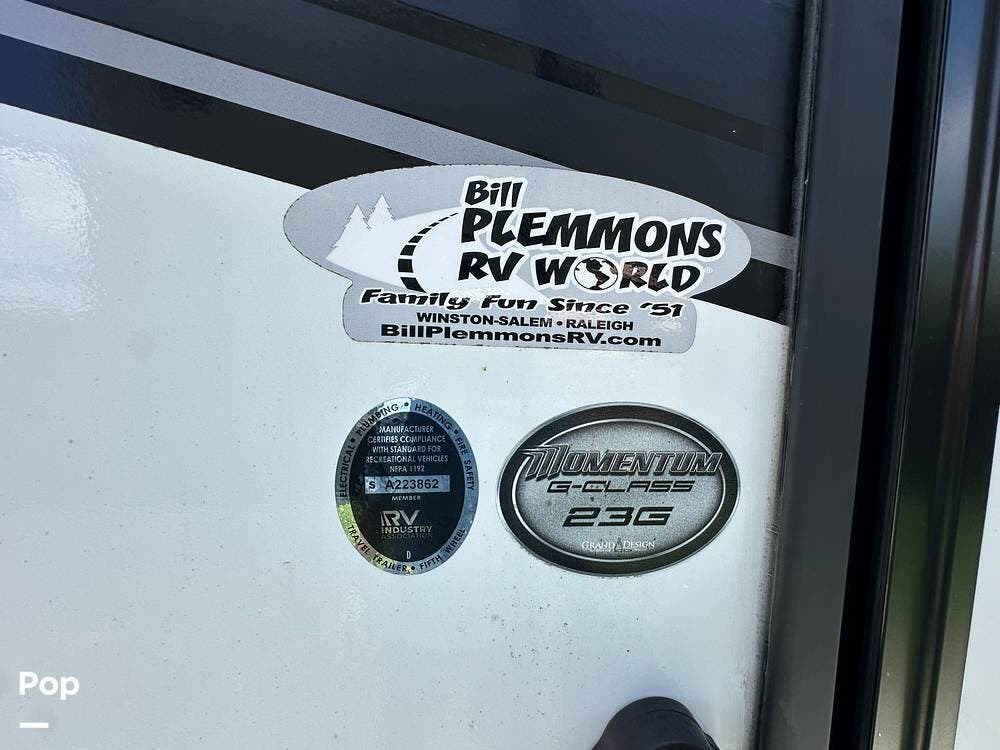 Bill
PLEMMONS
RV WORLD®
Family Fun Since '51
WINSTON-SALEM • RALEIGH
BillPlemmonsRV.com
ELECTRICAL • PLUMBING • HEATING • FIRE SAFETY
MANUFACTURER
CERTIFIES COMPLIANCE
WITH STANDARD FOR
RECREATIONAL VEHICLES
NFPA 1192
S A223862
MEMBER
RV
INDUSTRY
ASSOCIATION
D
TRAVEL TRAILER • FIFTH WHEEL
MOMENTUM
G-CLASS
23G
GRAND DESIGN
Pop